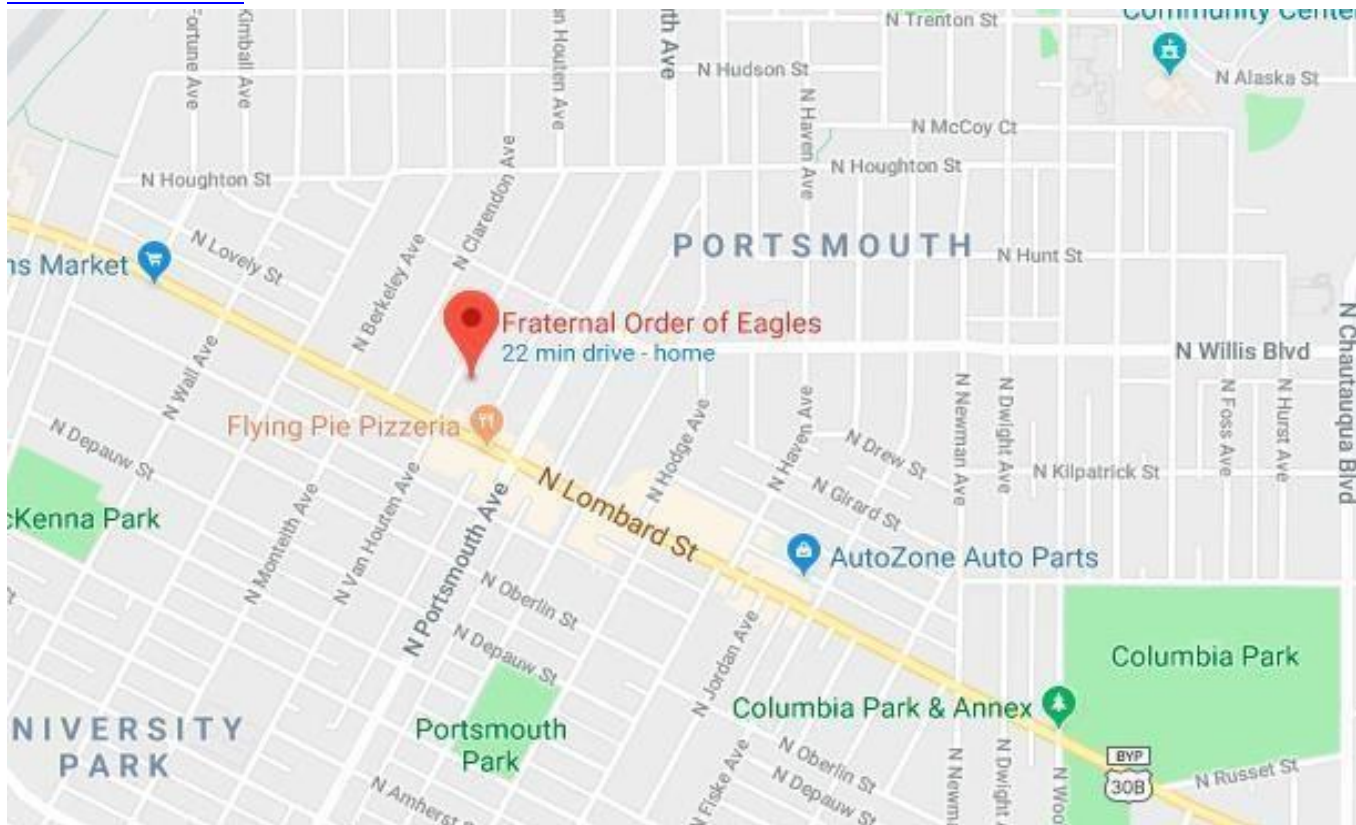 N Trenton St
Community Center
Fortune Ave
Kimball Ave
an Houten Ave
rth Ave
N Hudson St
N Alaska St
N Haven Ave
N McCoy Ct
N Houghton St
N Houghton St
N Clarendon Ave
N Lovely St
N Berkeley Ave
PORTSMOUTH
N Hunt St
ns Market
Fraternal Order of Eagles
22 min drive - home
N Chautauqua Blvd
N Wall Ave
N Willis Blvd
Flying Pie Pizzeria
N Hodge Ave
N Haven Ave
N Newman Ave
N Dwight Ave
N Foss Ave
N Hurst Ave
N Depauw St
N Drew St
N Kilpatrick St
N Girard St
N Lombard St
cKenna Park
N Monteith Ave
N Van Houten Ave
N Portsmouth Ave
AutoZone Auto Parts
N Oberlin St
N Depauw St
N Jordan Ave
Columbia Park
Columbia Park & Annex
NIVERSITY
PARK
Portsmouth
Park
N Oberlin St
N Depauw St
N Fiske Ave
N Newma
N Dwight A
N Woo
BYP
30B
N Russet St
N Amherst S